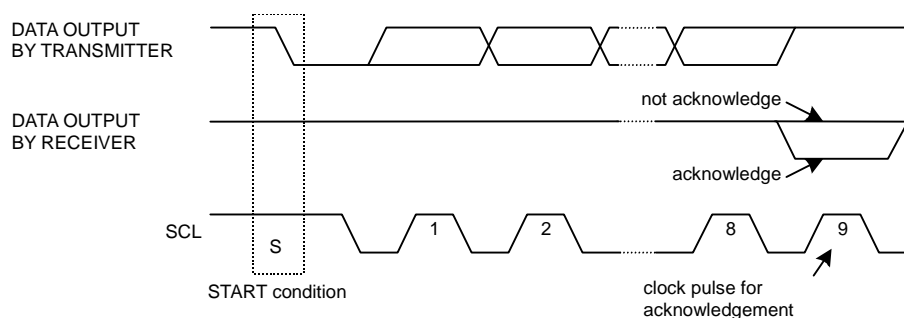 DATA OUTPUT
BY TRANSMITTER
not acknowledge
DATA OUTPUT
BY RECEIVER
acknowledge
SCL
1
2
8
9
S
START condition
clock pulse for
acknowledgement